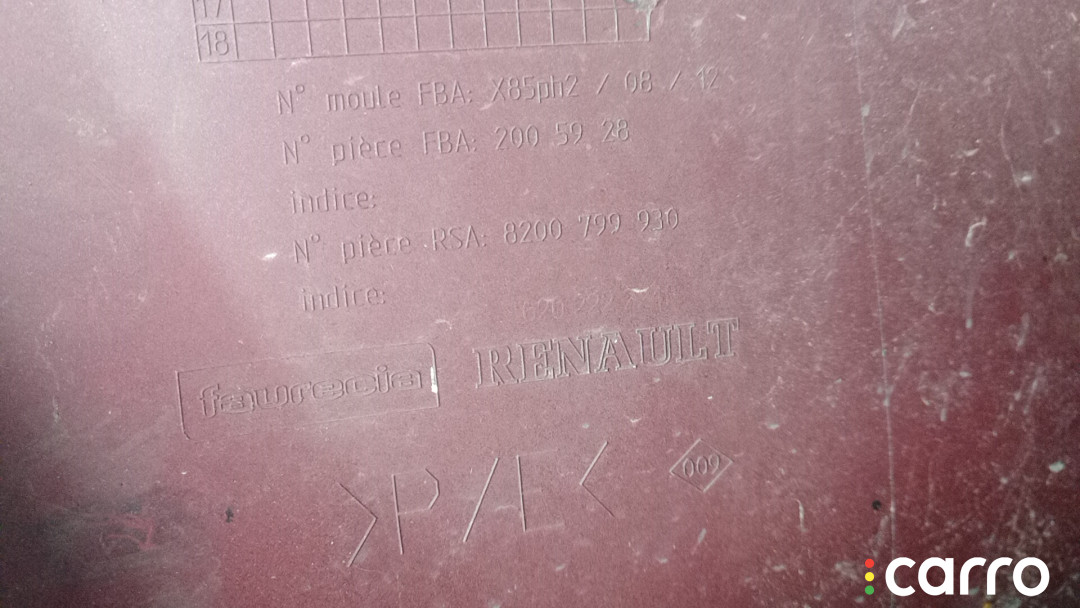 17
18
N° moule FBA: X85ph2 / 08 / 12
N° pièce FBA: 200 59 28
indice:
N° pièce RSA: 8200 799 930
indice:
faurecia
RENAULT
>P/E<
009
carro